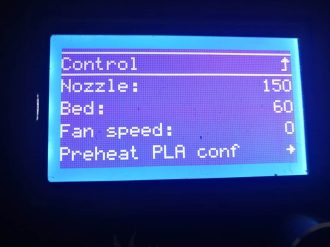 Control
Nozzle: 150
Bed: 60
Fan speed: 0
Preheat PLA conf